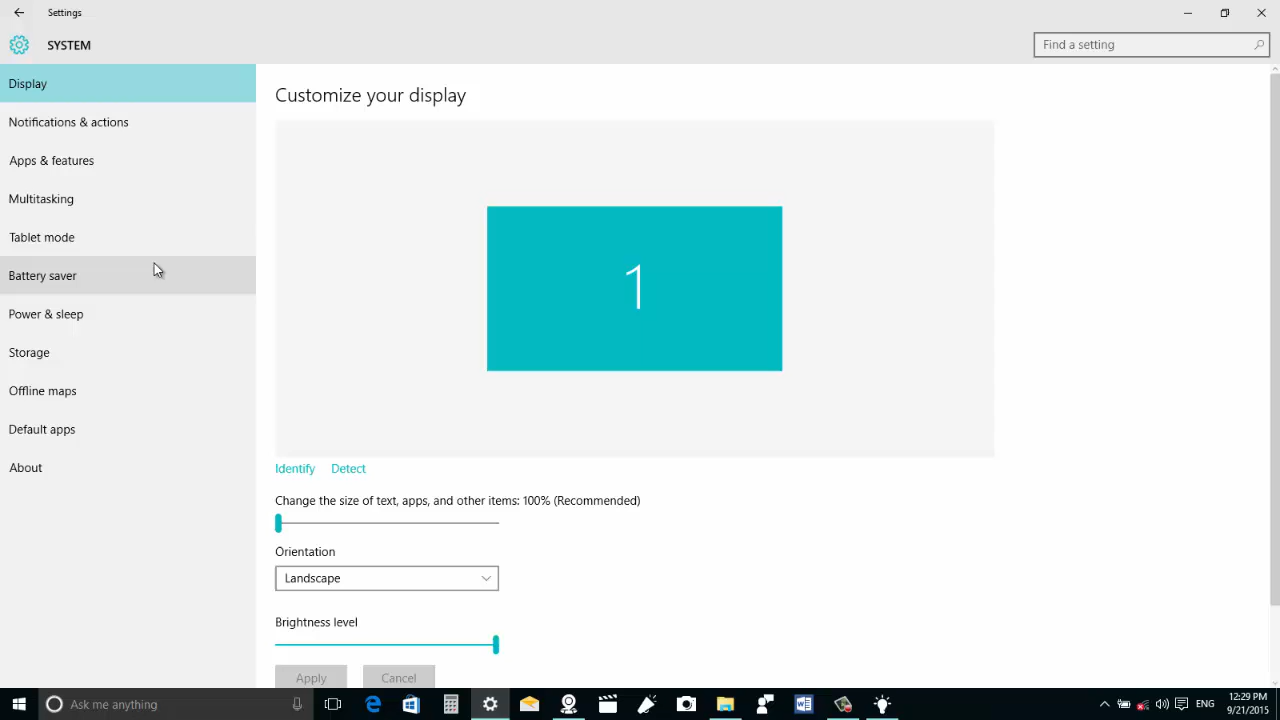 Settings
SYSTEM
Find a setting
Display
Notifications & actions
Apps & features
Multitasking
Tablet mode
Battery saver
Power & sleep
Storage
Offline maps
Default apps
About
Customize your display
1
Identify Detect
Change the size of text, apps, and other items: 100% (Recommended)
Orientation
Landscape
Brightness level
Apply Cancel
Ask me anything
ENG
12:29 PM
9/21/2015